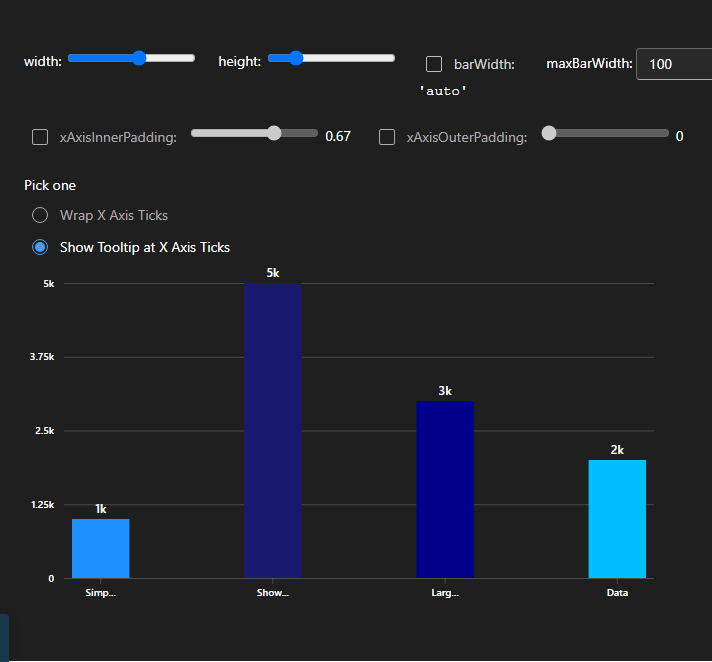 width: height: barWidth: maxBarWidth: 100
'auto'
xAxisInnerPadding: 0.67 xAxisOuterPadding: 0
Pick one
Wrap X Axis Ticks
Show Tooltip at X Axis Ticks
5k
5k
3.75k
3k
2.5k
2k
1.25k
1k
0
Simp... Show... Larg... Data